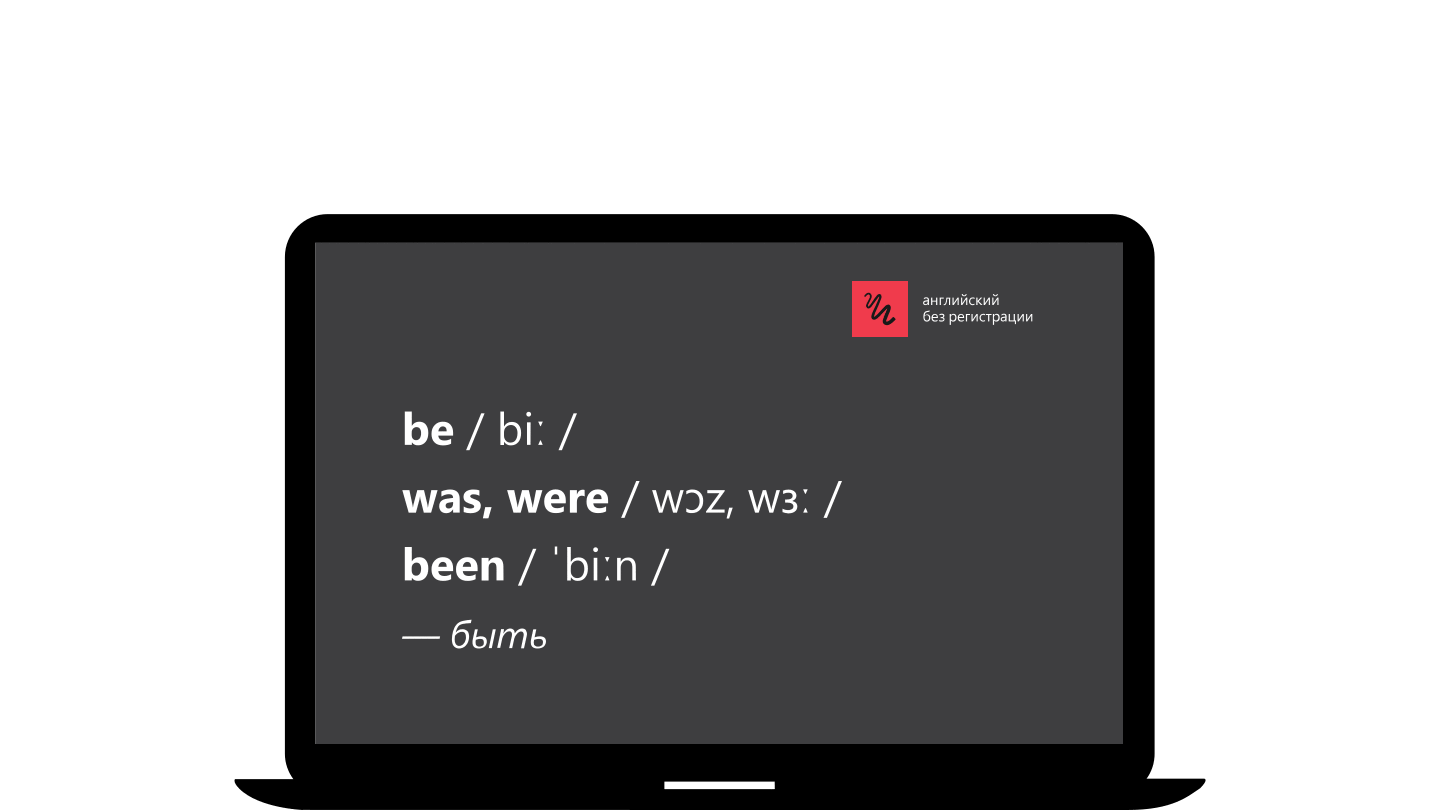 английский
без регистрации
be / biː /
was, were / wɔz, wɜː /
been / ˈbiːn /
— быть